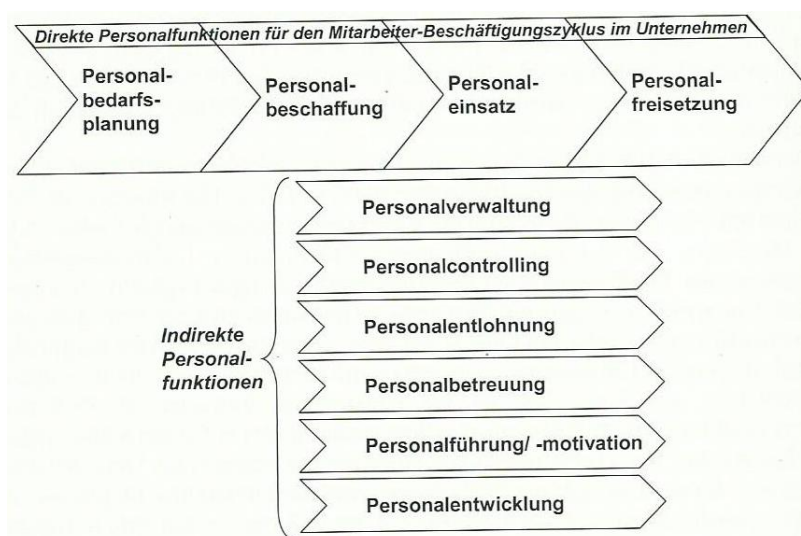 Direkte Personalfunktionen für den Mitarbeiter-Beschäftigungszyklus im Unternehmen
Personal-
bedarfs-
planung
Personal-
beschaffung
Personal-
einsatz
Personal-
freisetzung
Indirekte
Personal-
funktionen
Personalverwaltung
Personalcontrolling
Personalentlohnung
Personalbetreuung
Personalführung/ -motivation
Personalentwicklung